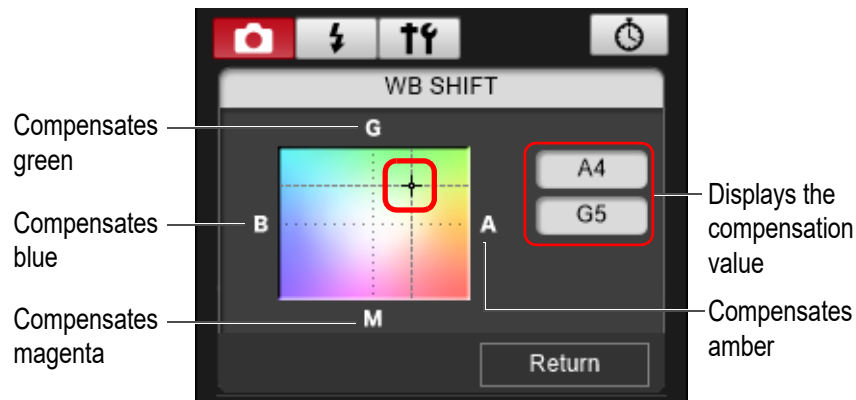 WB SHIFT
Compensates
green
G
A4
G5
Displays the
compensation
value
Compensates
blue
B
A
Compensates
magenta
M
Compensates
amber
Return